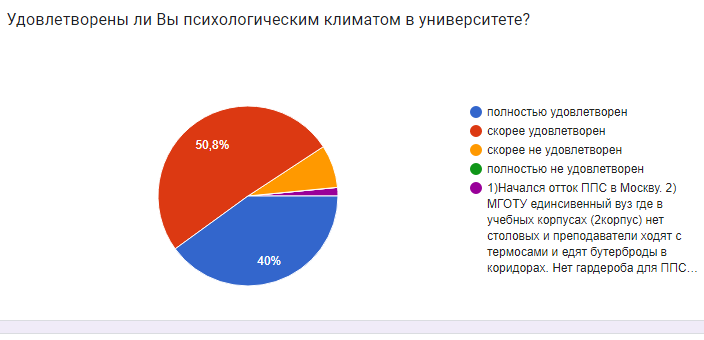 Удовлетворены ли Вы психологическим климатом в университете?
50,8%
40%
полностью удовлетворен
скорее удовлетворен
скорее не удовлетворен
полностью не удовлетворен
1)Начался отток ППС в Москву. 2)
МГОТУ единсивенный вуз где в
учебных корпусах (2корпус) нет
столовых и преподаватели ходят с
термосами и едят бутерброды в
коридорах. Нет гардероба для ППС...